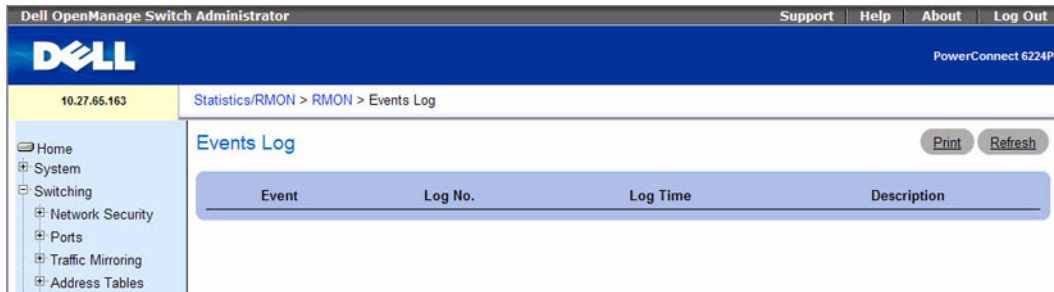 Dell OpenManage Switch Administrator Support Help About Log Out
DELL
PowerConnect 6224P
10.27.65.163
Statistics/RMON > RMON > Events Log
Home
System
Switching
Network Security
Ports
Traffic Mirroring
Address Tables
Events Log
Print Refresh
Event Log No. Log Time Description